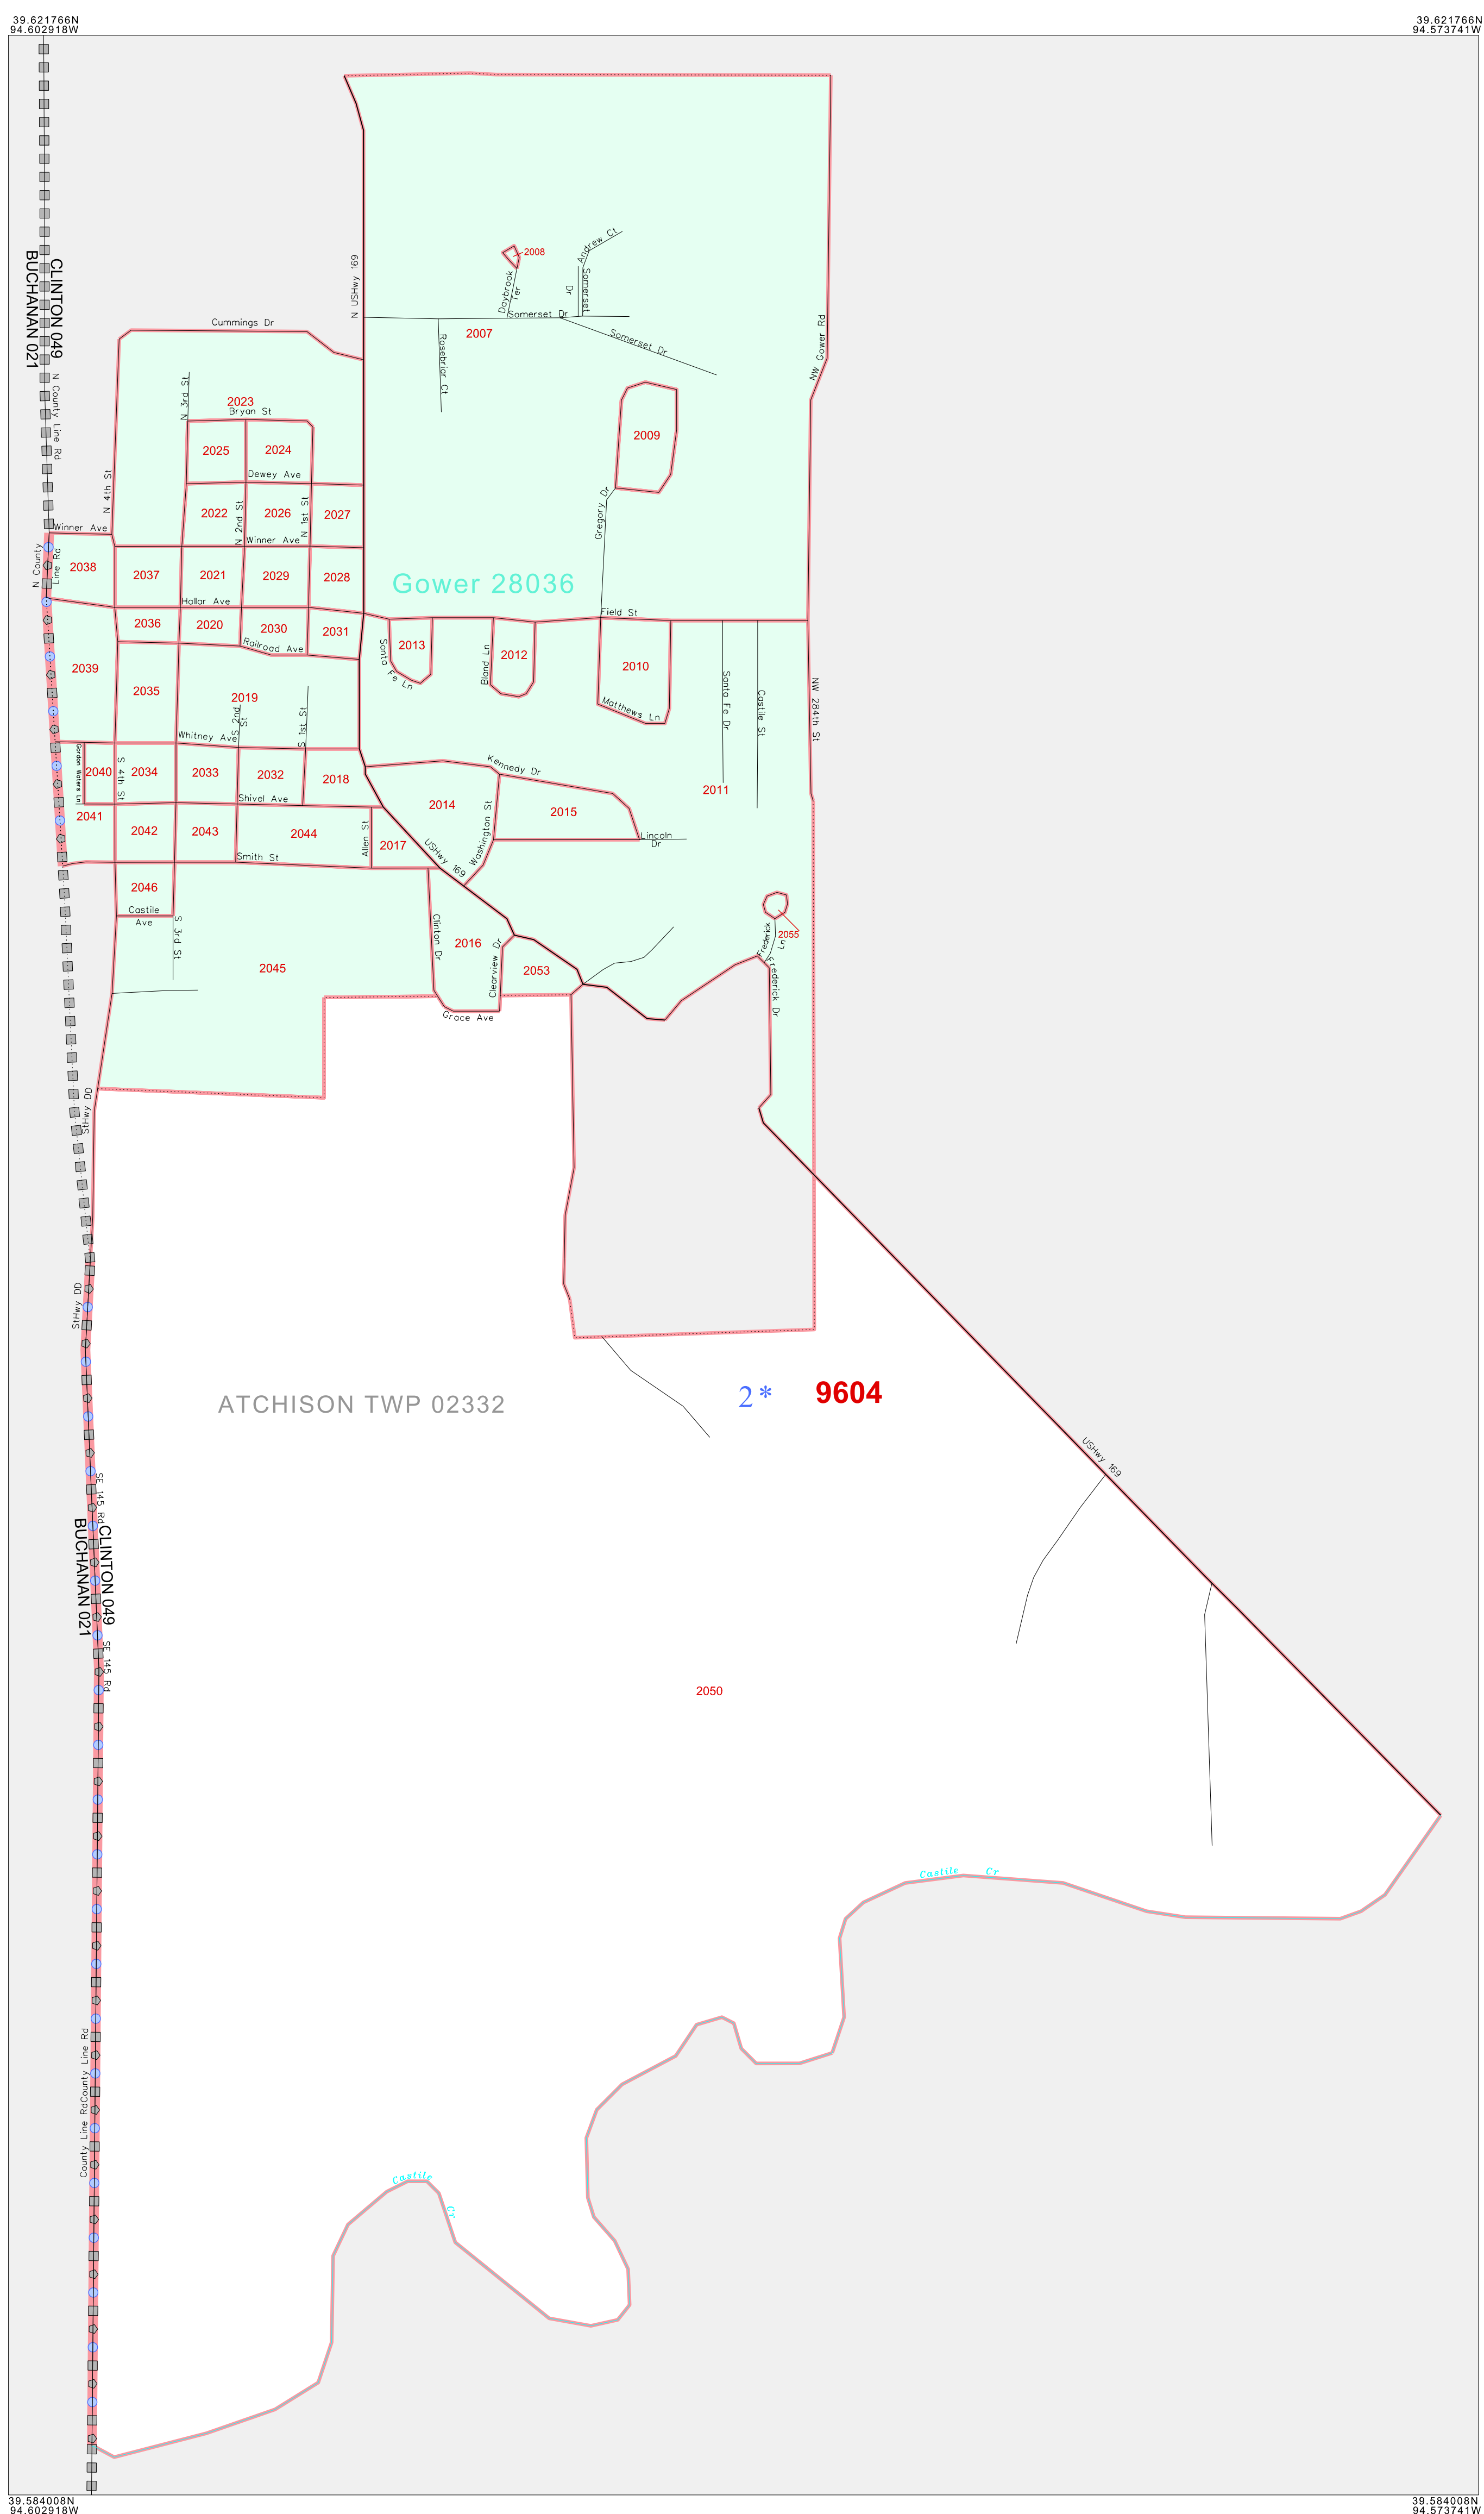 39.621766N
94.602918W
39.621766N
94.573741W
CLINTON 049
BUCHANAN 021
N County Line Rd
N USHwy 169
2008
Andrew Ct
Daybrook
Ter
Somerset
Dr
Somerset Dr
2007
Somerset Dr
Rosebriar Ct
NW Gower Rd
Cummings Dr
N 3rd St
2023
Bryan St
2025
2024
2009
Dewey Ave
N 4th St
Gregory Dr
2022
N 2nd St
2026
N 1st St
2027
Winner Ave
Winner Ave
N County
Line Rd
2038
2037
2021
2029
2028
Gower 28036
Hallar Ave
Field St
2036
2020
2030
2031
Railroad Ave
2013
Santa
Fe Ln
Bland Ln
2012
2010
Matthews Ln
Santa Fe Dr
Castile St
NW 284th St
2039
2035
2019
S 2nd
St
S 1st St
Whitney Ave
Gordon Waters Ln
2040
S 4th St
2034
2033
2032
2018
Kennedy Dr
2011
Shivel Ave
2014
Washington St
2015
2041
2042
2043
2044
Allen St
2017
USHwy 169
Lincoln
Dr
Smith St
2046
Castile
Ave
S 3rd St
Clinton Dr
2016
Clearview Dr
2053
2055
Frederick
Ln
Frederick Dr
2045
Grace Ave
StHwy DD
StHwy DD
ATCHISON TWP 02332
2*
9604
USHwy 169
SE 145 Rd
CLINTON 049
BUCHANAN 021
SE 145 Rd
2050
Castile Cr
County Line Rd
County Line Rd
Castile
Cr
39.584008N
94.602918W
39.584008N
94.573741W